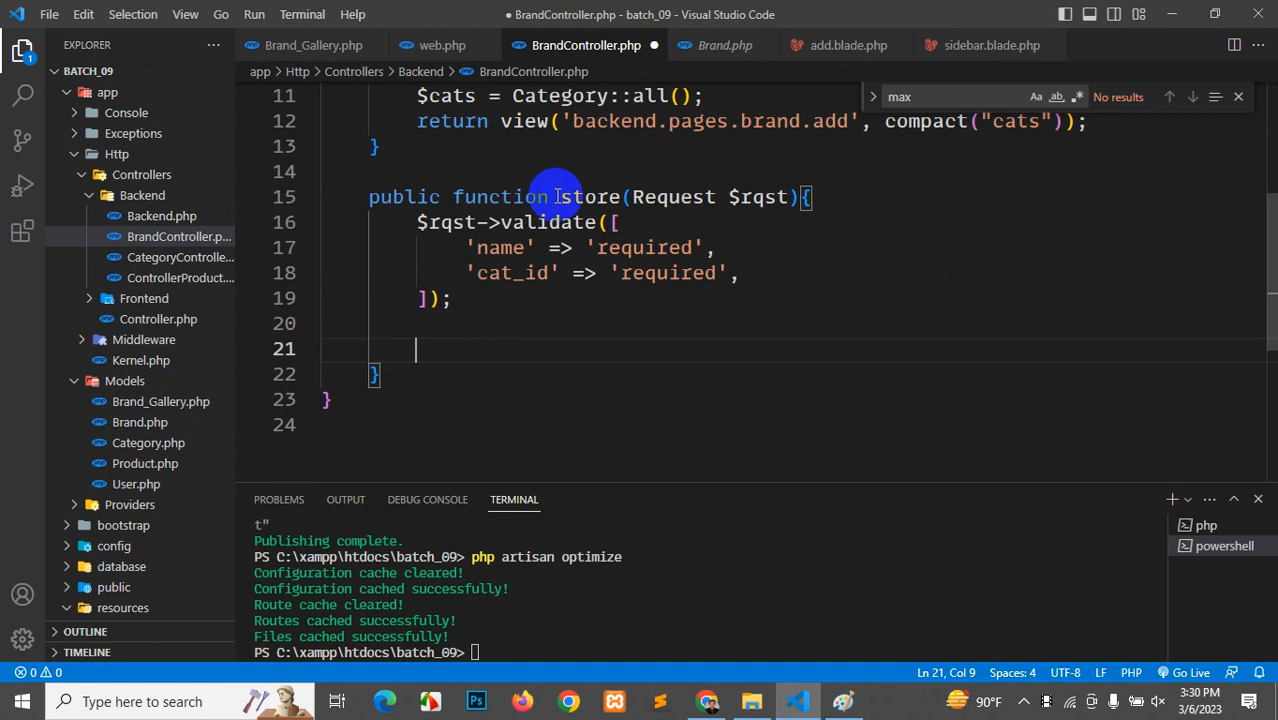 File Edit Selection View Go Run Terminal Help
● BrandController.php - batch_09 - Visual Studio Code
EXPLORER
Brand_Gallery.php
web.php
BrandController.php
Brand.php
add.blade.php
sidebar.blade.php
BATCH_09
app > Http > Controllers > Backend > BrandController.php
max
Aa ab .*
No results
app
Console
Exceptions
Http
Controllers
Backend
Backend.php
BrandController.p...
CategoryControlle...
ControllerProduct...
Frontend
Controller.php
Middleware
Kernel.php
Models
Brand_Gallery.php
Brand.php
Category.php
Product.php
User.php
Providers
bootstrap
config
database
public
resources
OUTLINE
TIMELINE
11 $cats = Category::all();
12 return view('backend.pages.brand.add', compact("cats"));
13 }
14
15 public function store(Request $rqst){
16 $rqst->validate([
17 'name' => 'required',
18 'cat_id' => 'required',
19 ]);
20
21
22 }
23 }
24
PROBLEMS OUTPUT DEBUG CONSOLE TERMINAL
t"
Publishing complete.
PS C:\xampp\htdocs\batch_09> php artisan optimize
Configuration cache cleared!
Configuration cached successfully!
Route cache cleared!
Routes cached successfully!
Files cached successfully!
PS C:\xampp\htdocs\batch_09>
php
powershell
0 0
Ln 21, Col 9 Spaces: 4 UTF-8 LF PHP Go Live
Type here to search
Ps
90°F
3:30 PM
3/6/2023
1